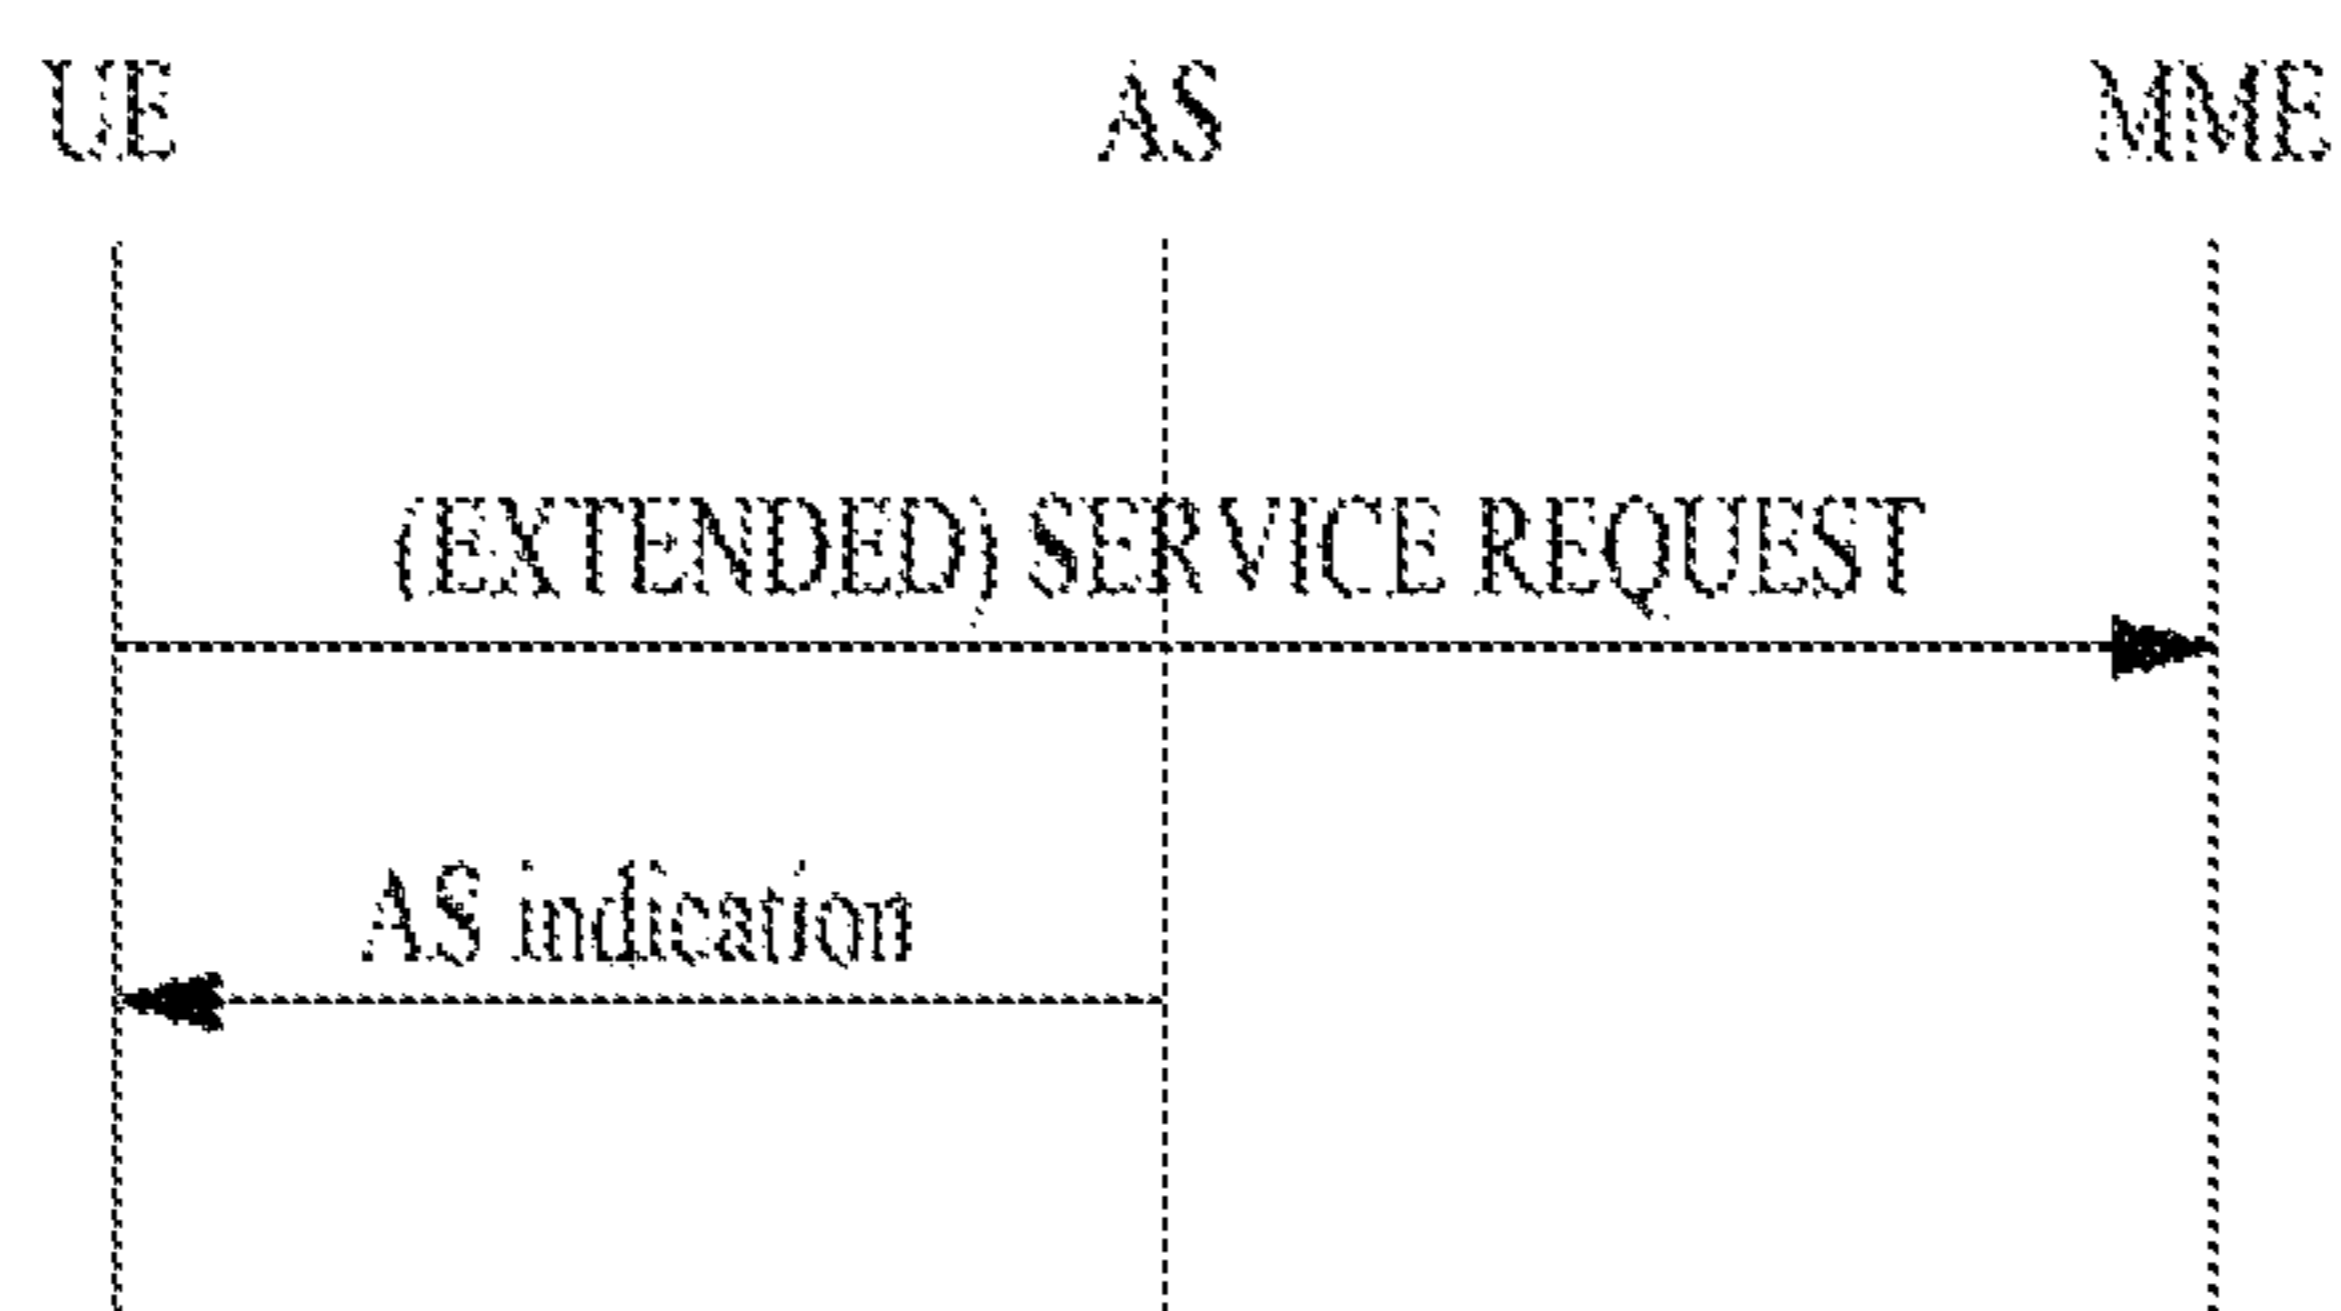 UE AS MME
(EXTENDED) SERVICE REQUEST
AS indication